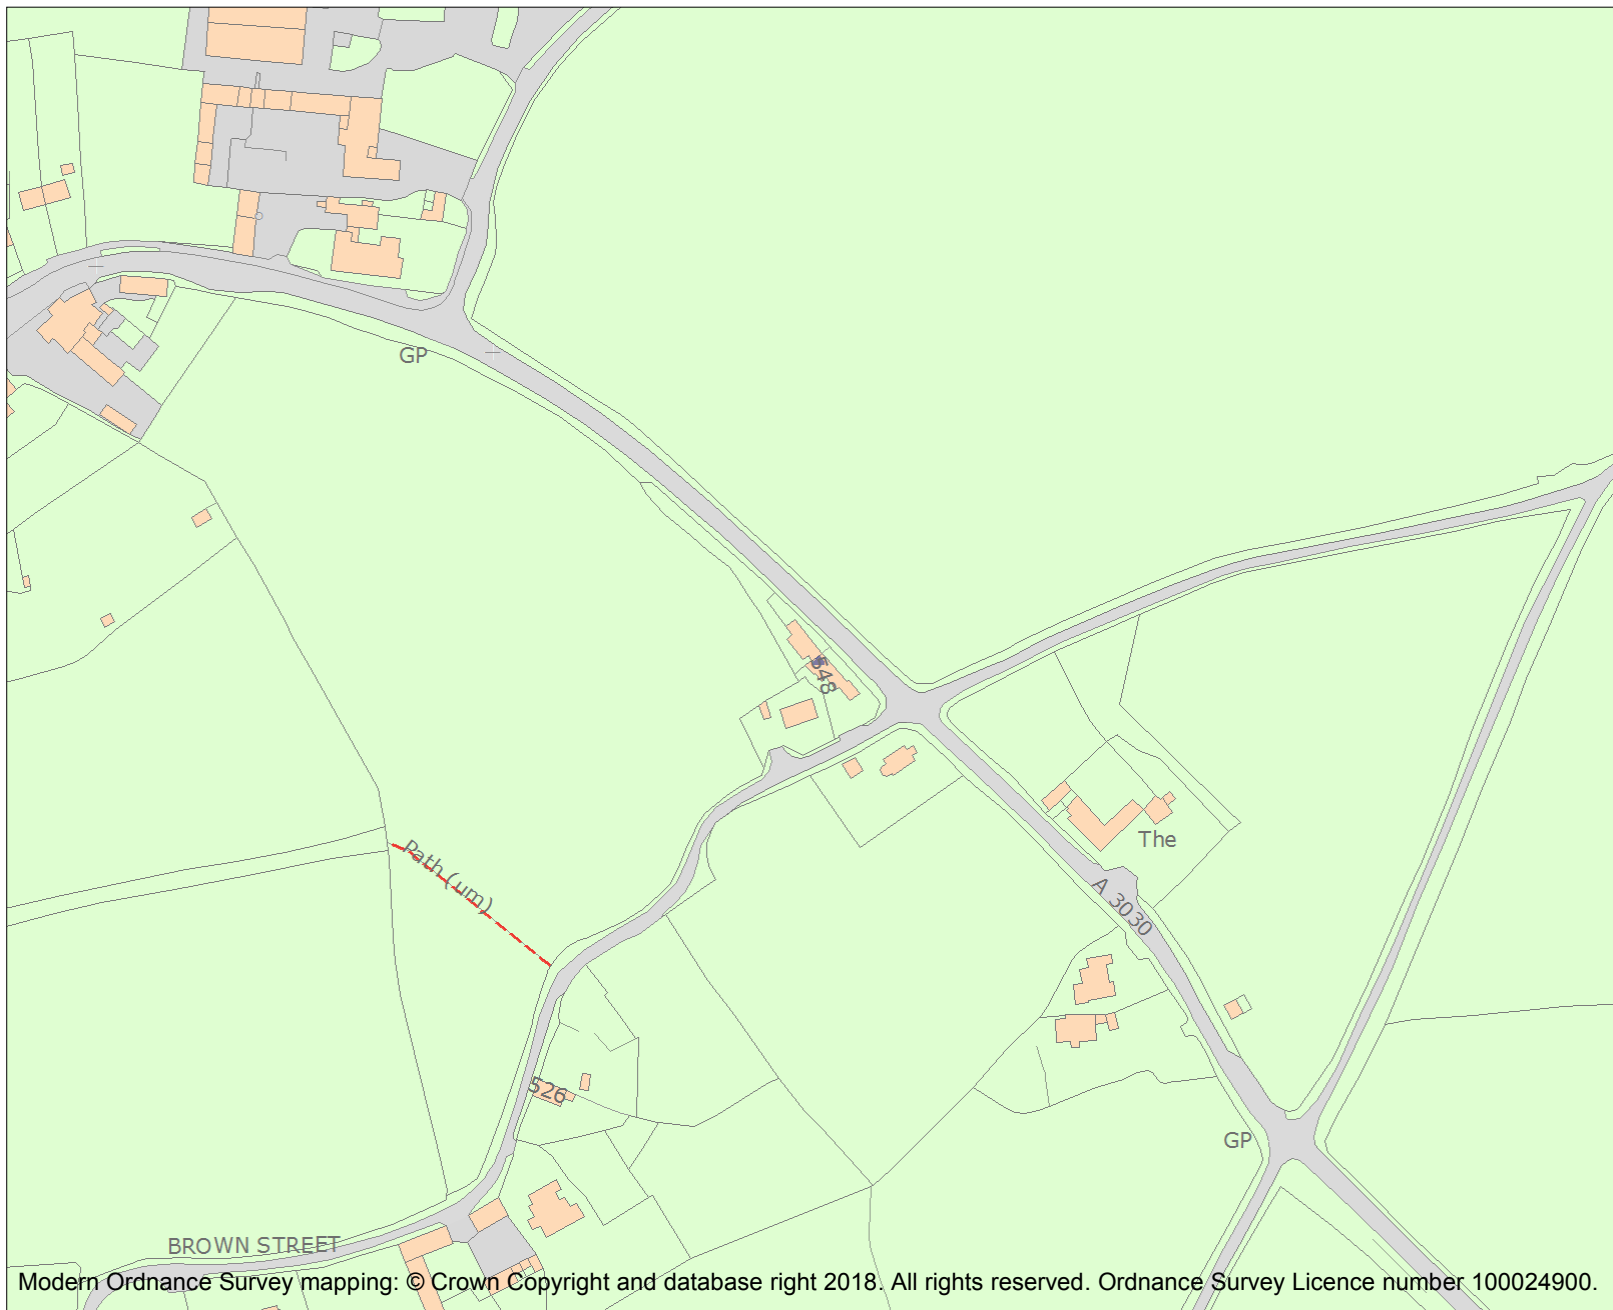 GP
548
The
Path (um)
A 3030
526
GP
BROWN STREET
Modern Ordnance Survey mapping: © Crown Copyright and database right 2018. All rights reserved. Ordnance Survey Licence number 100024900.